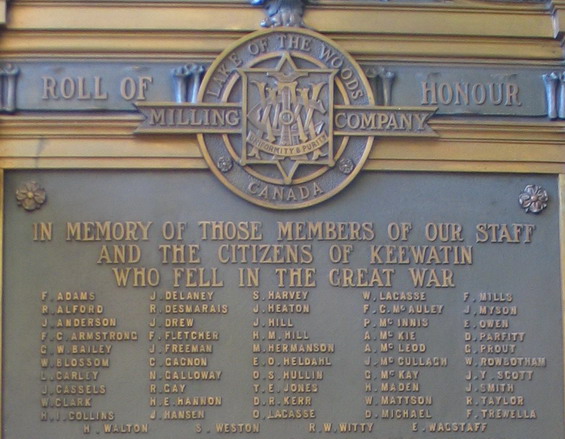 LAKE OF THE WOODS
ROLL OF HONOUR
MILLING COMPANY
UNIFORMITY & PURITY
CANADA
IN MEMORY OF THOSE MEMBERS OF OUR STAFF
AND THE CITIZENS OF KEEWATIN
WHO FELL IN THE GREAT WAR
F. ADAMS J. DELANEY S. HARVEY W. LACASSE F. MILLS
R. ALFORD R. DESMARAIS J. HEATON F. C. McAULEY J. MYSON
J. ANDERSON J. DREW J. HILL P. McINNIS E. OWEN
F. C. ARMSTRONG F. FLETCHER H. M. HILL A. McKIE D. PARFITT
G. W. BAILEY J. FREEMAN M. HERMANSON A. McLEOD G. PROUT
W. BLOSSOM C. GAGNON E. O. HELDAHL J. McCULLAGH W. ROWBOTHAM
L. CARLEY M. GALLOWAY O. S. HULLIN G. McKAY J. Y. SCOTT
J. CASSELS R. GAY T. E. JONES H. MADEN J. SMITH
W. CLARK H. E. HANNON D. R. KERR W. MATTSON R. TAYLOR
H. J. COLLINS J. HANSEN O. LACASSE D. MICHAEL F. TREWELLA
H. WALTON S. WESTON R. W. WITTY E. WAGSTAFF